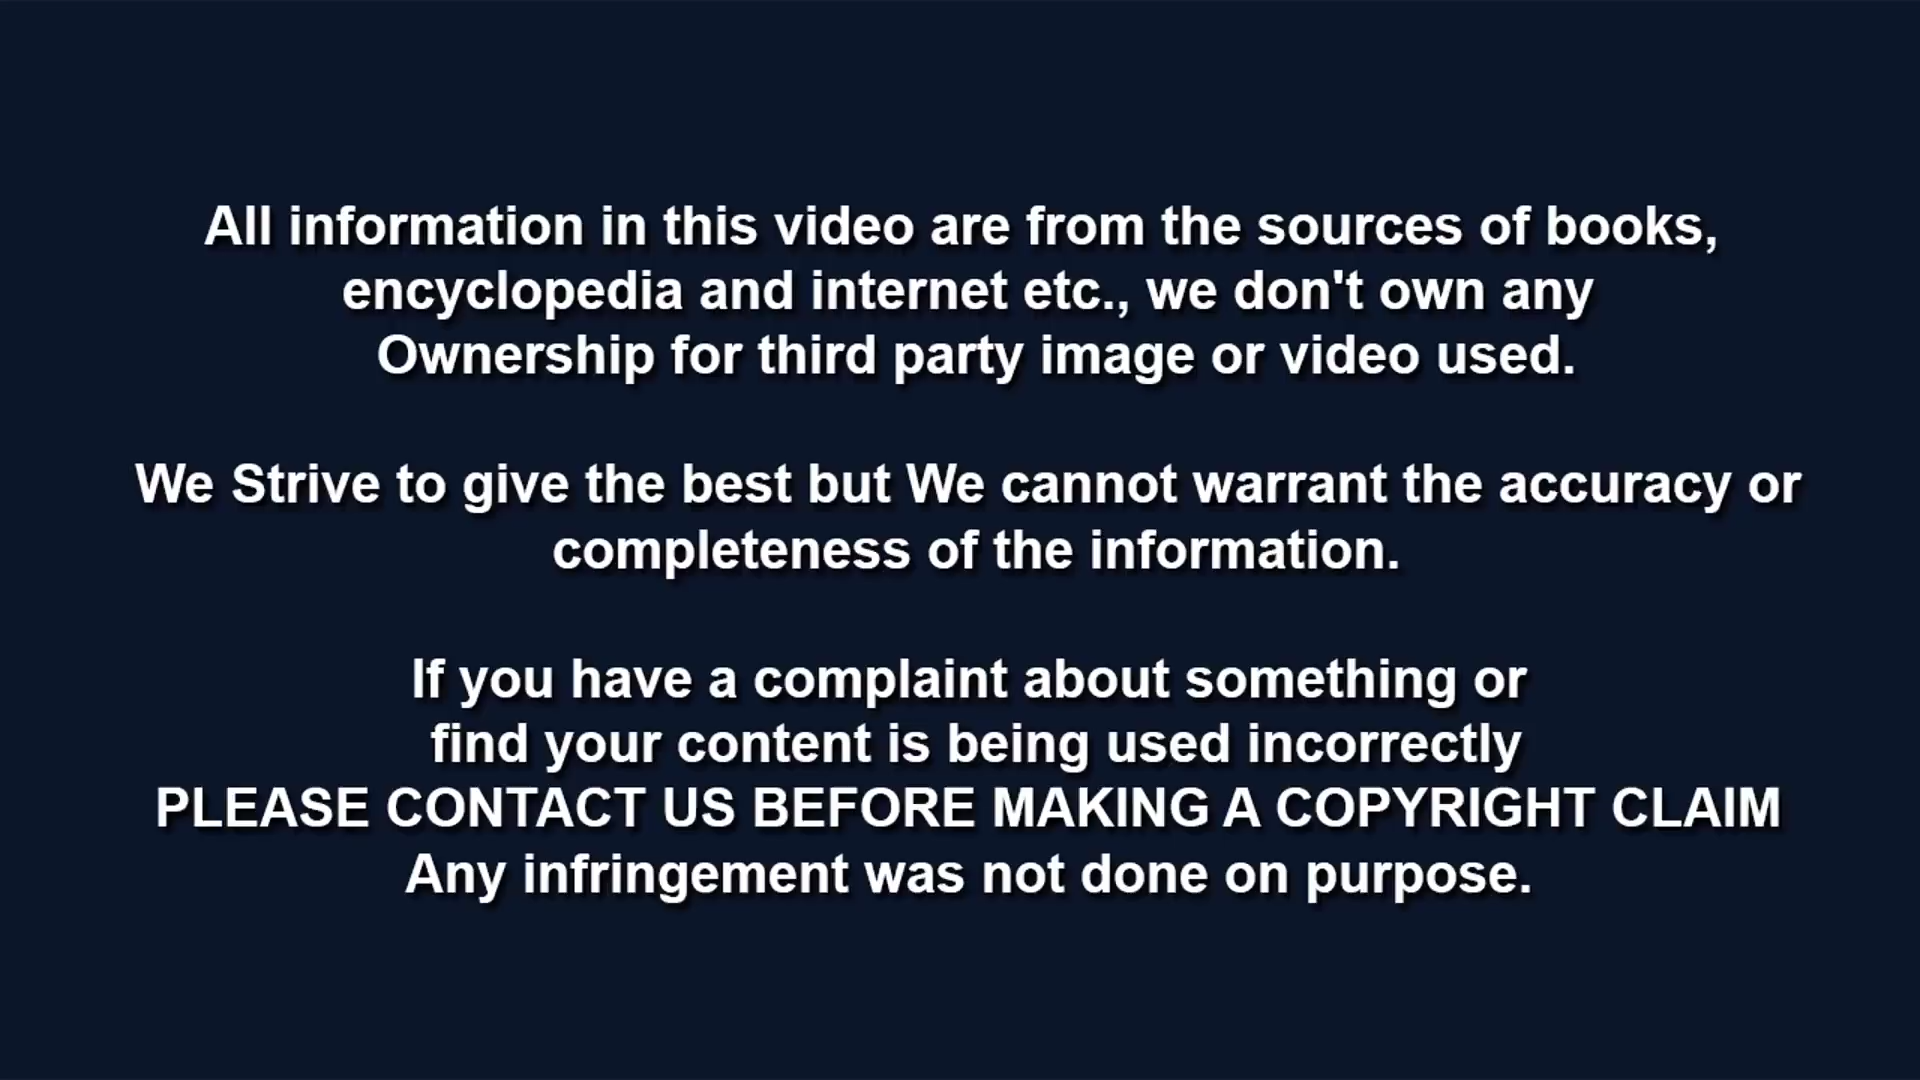 All information in this video are from the sources of books,
encyclopedia and internet etc., we don't own any
Ownership for third party image or video used.
We Strive to give the best but We cannot warrant the accuracy or
completeness of the information.
If you have a complaint about something or
find your content is being used incorrectly
PLEASE CONTACT US BEFORE MAKING A COPYRIGHT CLAIM
Any infringement was not done on purpose.